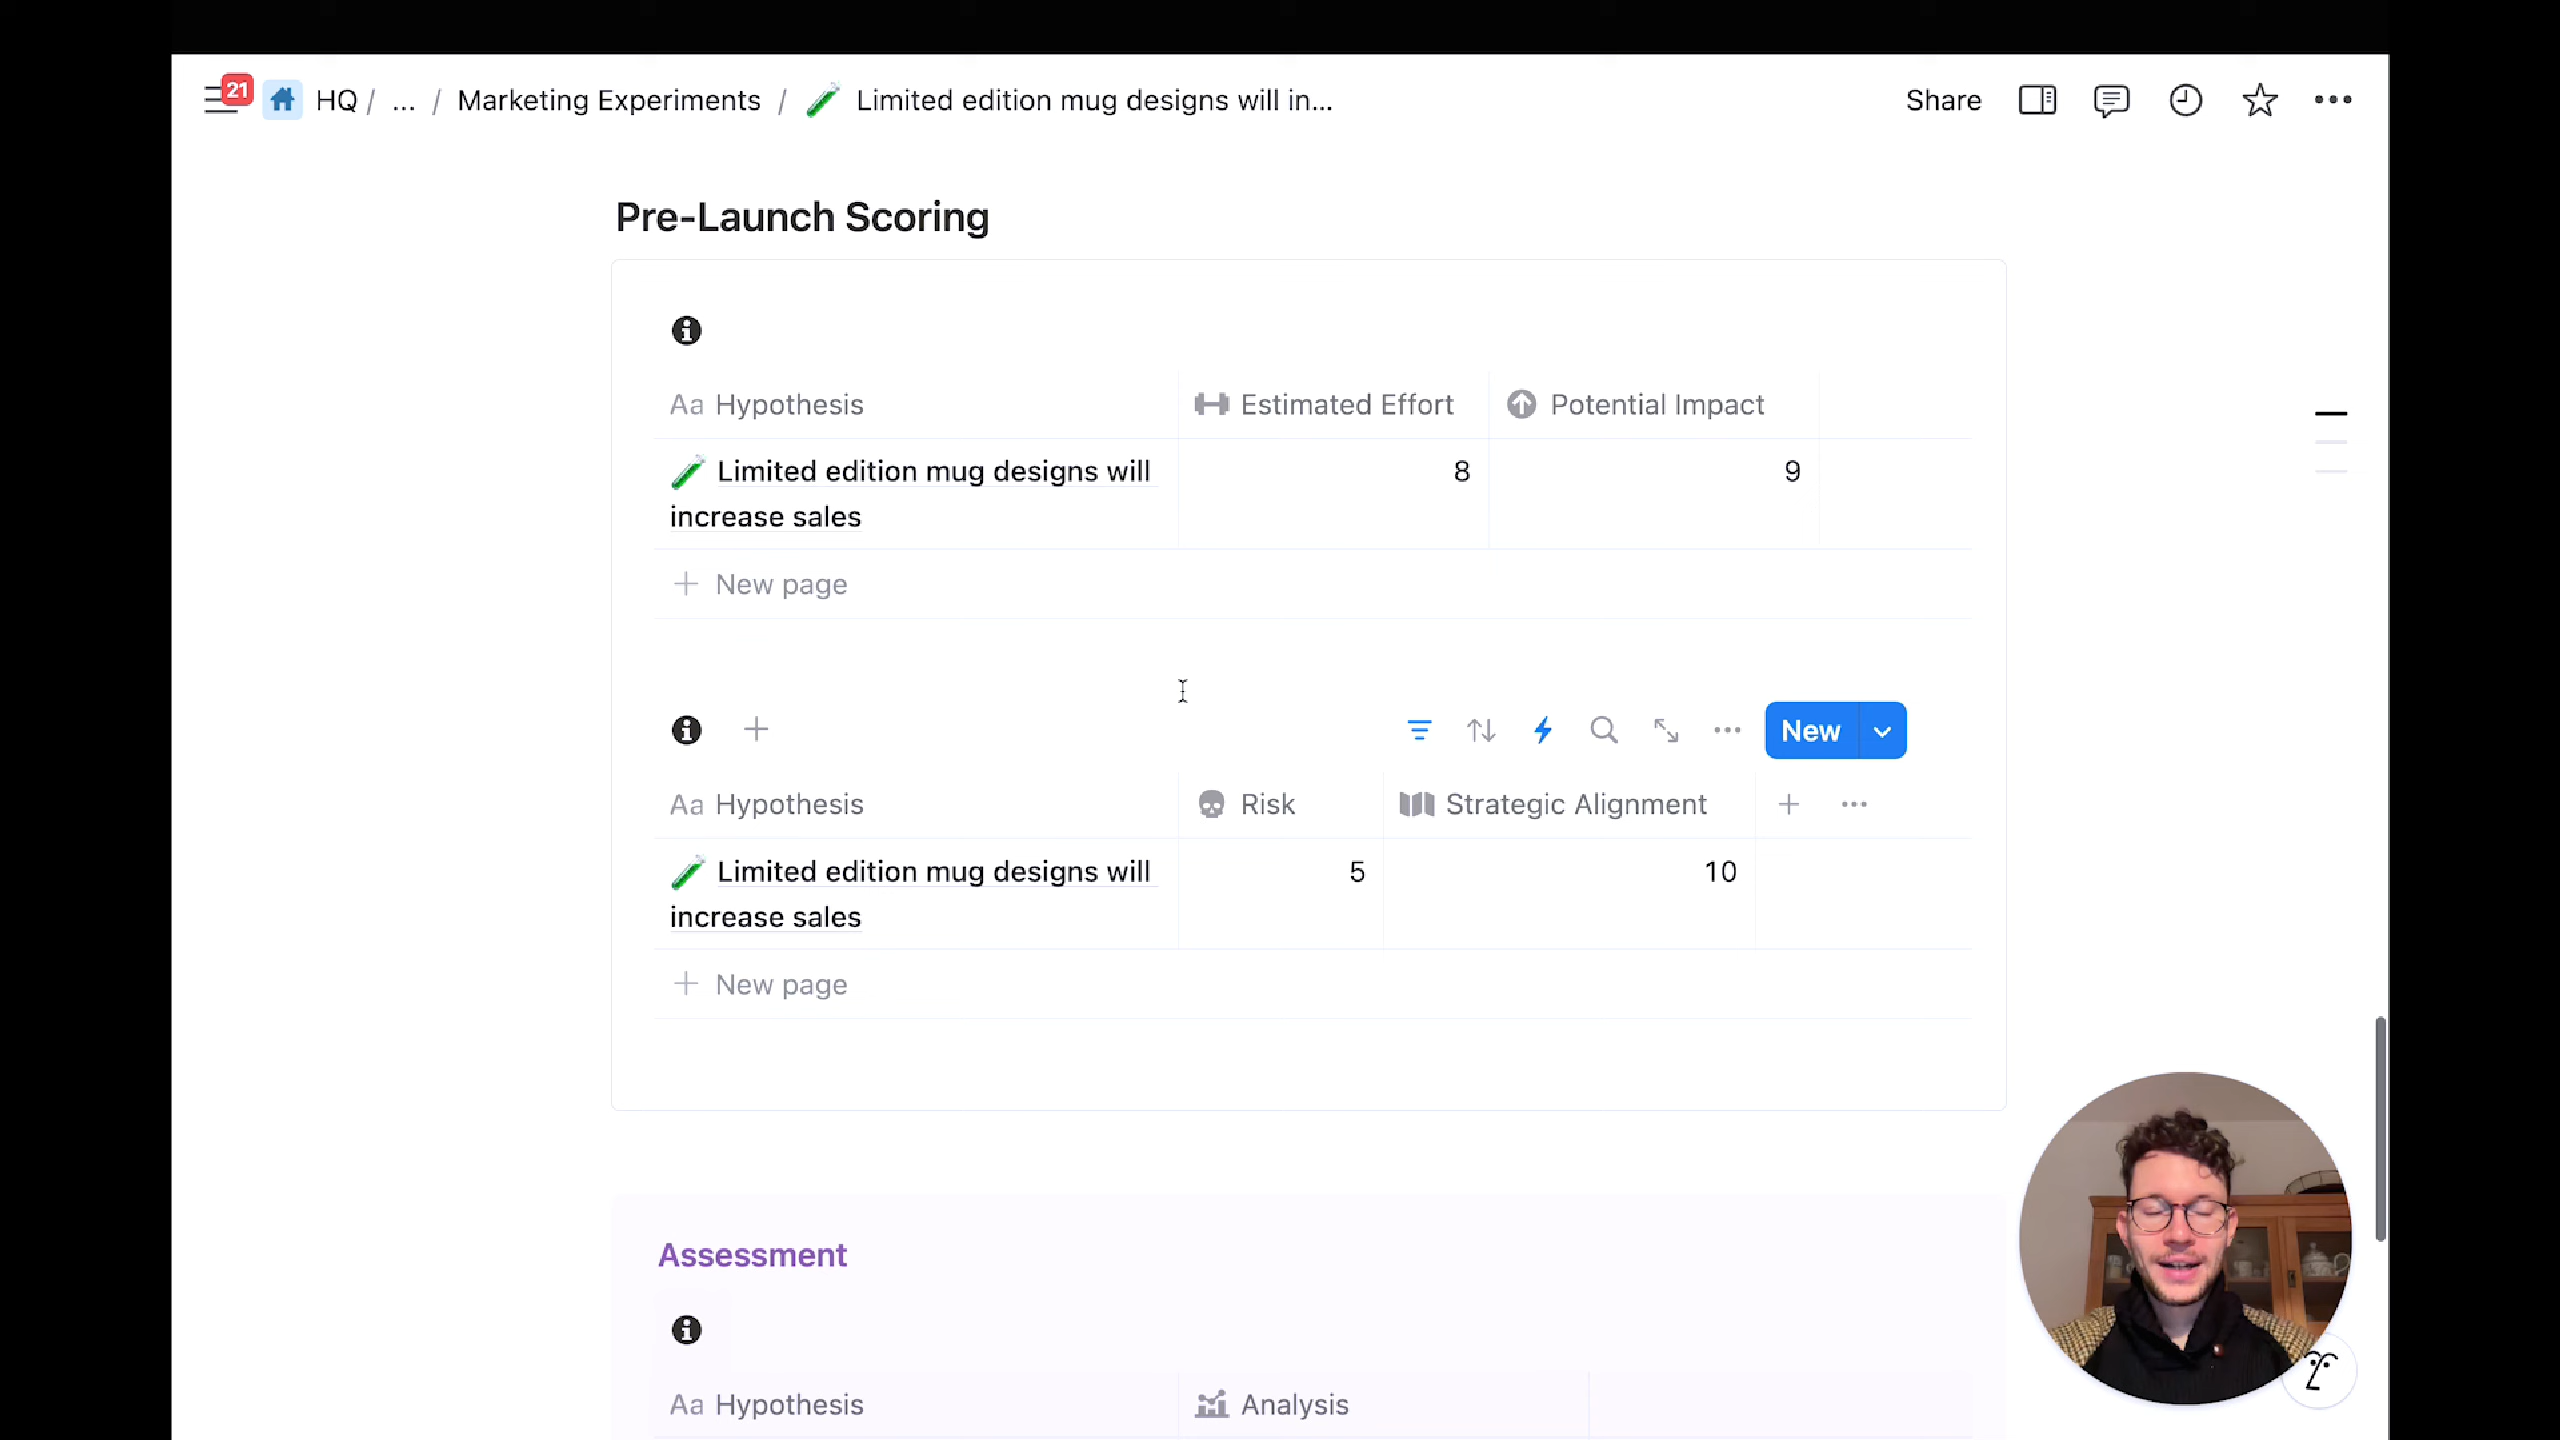 21
HQ / ... / Marketing Experiments / Limited edition mug designs will in...
Share
Pre-Launch Scoring
Aa Hypothesis Estimated Effort Potential Impact
Limited edition mug designs will 8 9
increase sales
+ New page
New
Aa Hypothesis Risk Strategic Alignment
Limited edition mug designs will 5 10
increase sales
+ New page
Assessment
Aa Hypothesis Analysis